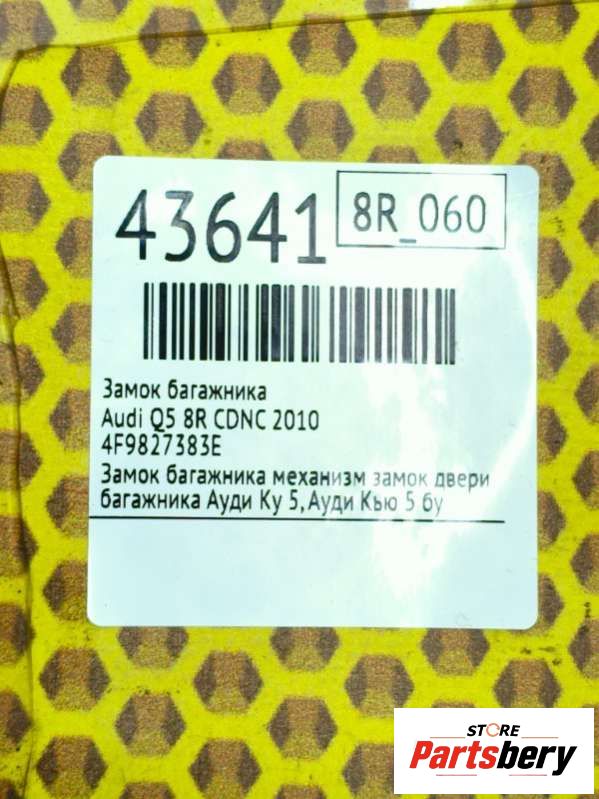 43641
8R_060
Замок багажника
Audi Q5 8R CDNC 2010
4F9827383E
Замок багажника механизм замок двери
багажника Ауди Ку 5, Ауди Кью 5 бу
STORE
Partsbery